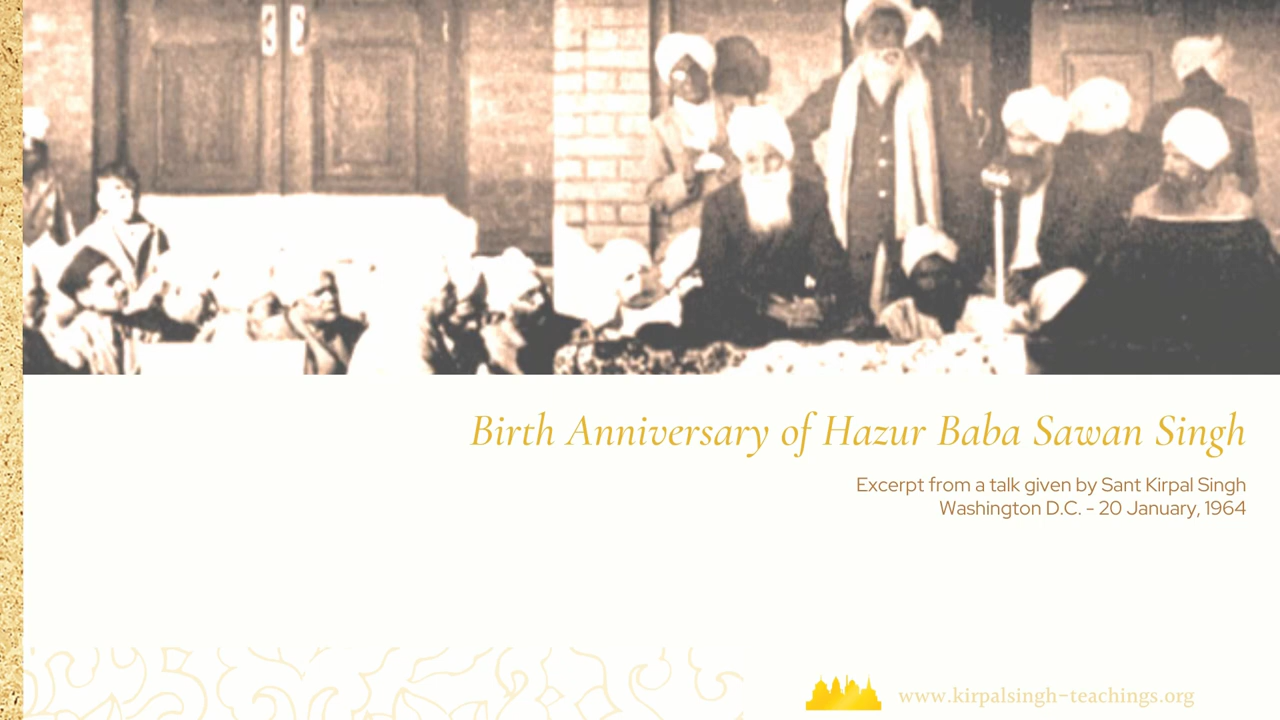 Birth Anniversary of Hazur Baba Sawan Singh
Excerpt from a talk given by Sant Kirpal Singh
Washington D.C. - 20 January, 1964
www.kirpalsingh-teachings.org